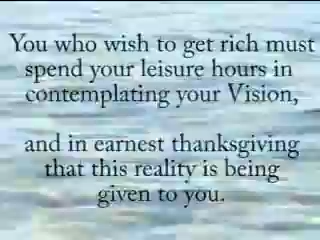 You who wish to get rich must
spend your leisure hours in
contemplating your Vision,
and in earnest thanksgiving
that this reality is being
given to you.